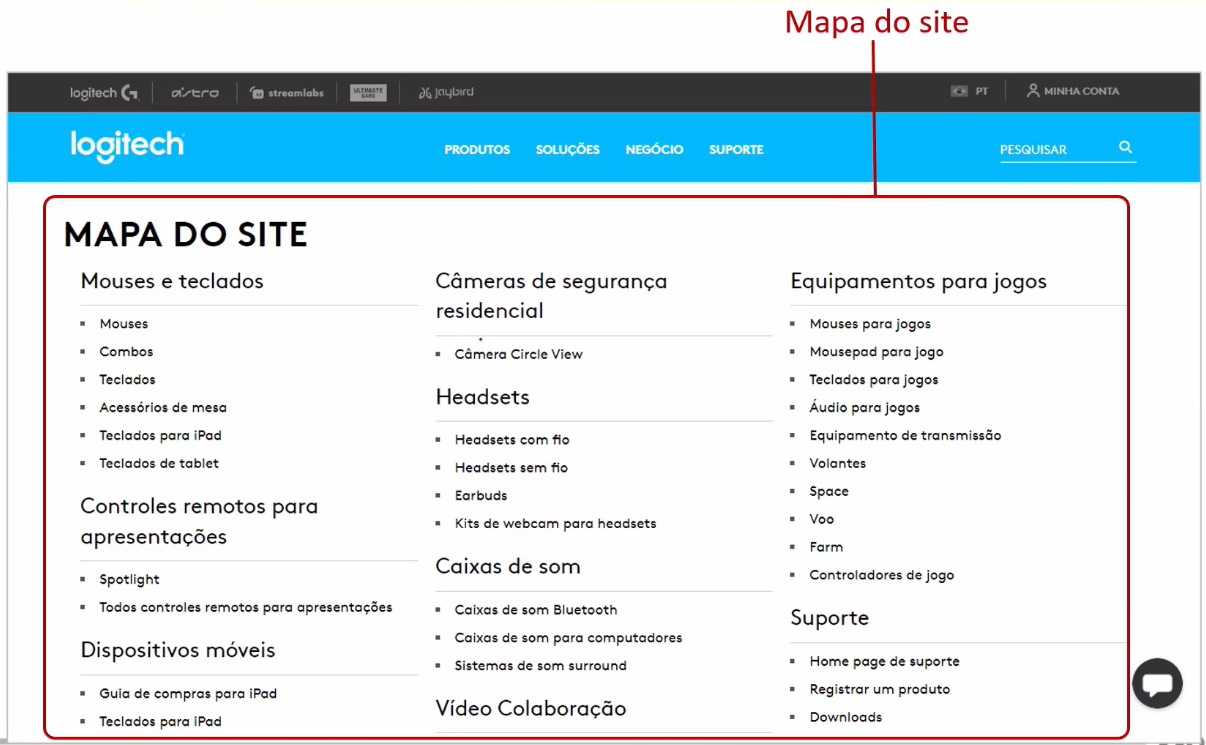 Mapa do site
logitech G astro streamlabs ULTIMATE EARS jaybird PT MINHA CONTA
logitech PRODUTOS SOLUÇÕES NEGÓCIO SUPORTE PESQUISAR
MAPA DO SITE
Mouses e teclados
Mouses
Combos
Teclados
Acessórios de mesa
Teclados para iPad
Teclados de tablet
Controles remotos para
apresentações
Spotlight
Todos controles remotos para apresentações
Dispositivos móveis
Guia de compras para iPad
Teclados para iPad
Câmeras de segurança
residencial
Câmera Circle View
Headsets
Headsets com fio
Headsets sem fio
Earbuds
Kits de webcam para headsets
Caixas de som
Caixas de som Bluetooth
Caixas de som para computadores
Sistemas de som surround
Vídeo Colaboração
Equipamentos para jogos
Mouses para jogos
Mousepad para jogo
Teclados para jogos
Áudio para jogos
Equipamento de transmissão
Volantes
Space
Voo
Farm
Controladores de jogo
Suporte
Home page de suporte
Registrar um produto
Downloads